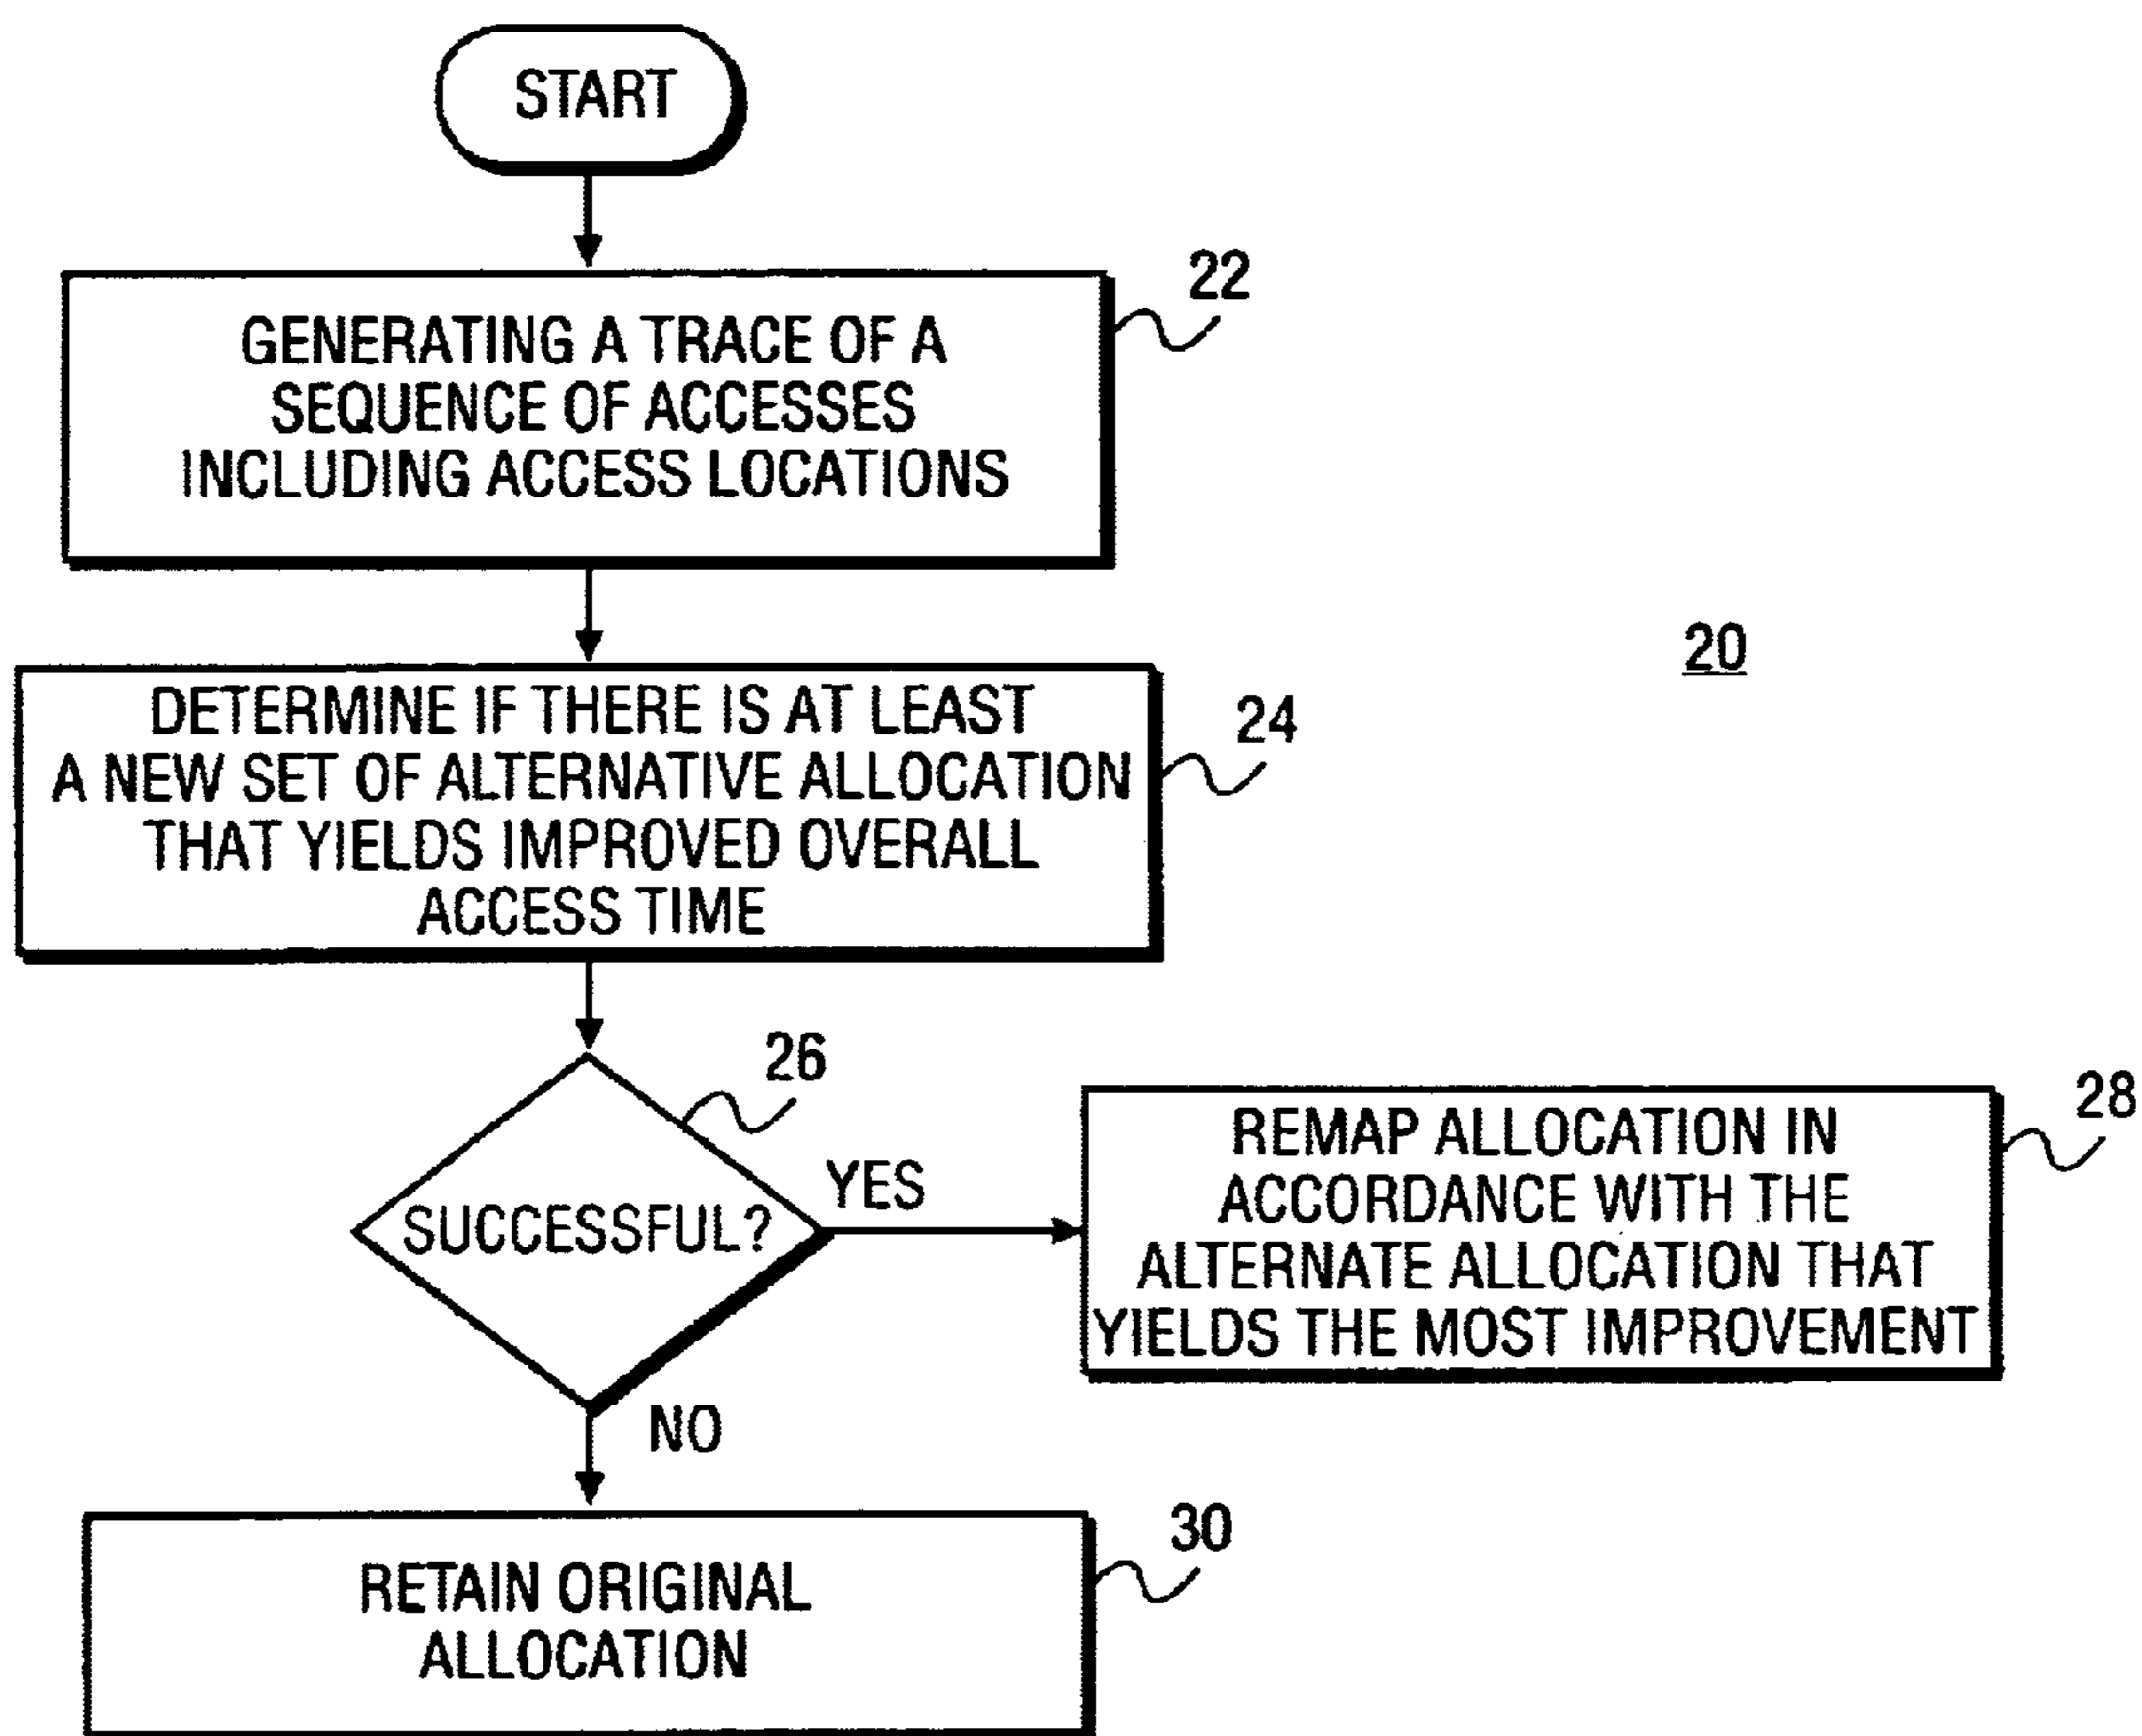 START
22
GENERATING A TRACE OF A
SEQUENCE OF ACCESSES
INCLUDING ACCESS LOCATIONS
20
24
DETERMINE IF THERE IS AT LEAST
A NEW SET OF ALTERNATIVE ALLOCATION
THAT YIELDS IMPROVED OVERALL
ACCESS TIME
26
SUCCESSFUL?
YES
28
REMAP ALLOCATION IN
ACCORDANCE WITH THE
ALTERNATE ALLOCATION THAT
YIELDS THE MOST IMPROVEMENT
NO
30
RETAIN ORIGINAL
ALLOCATION